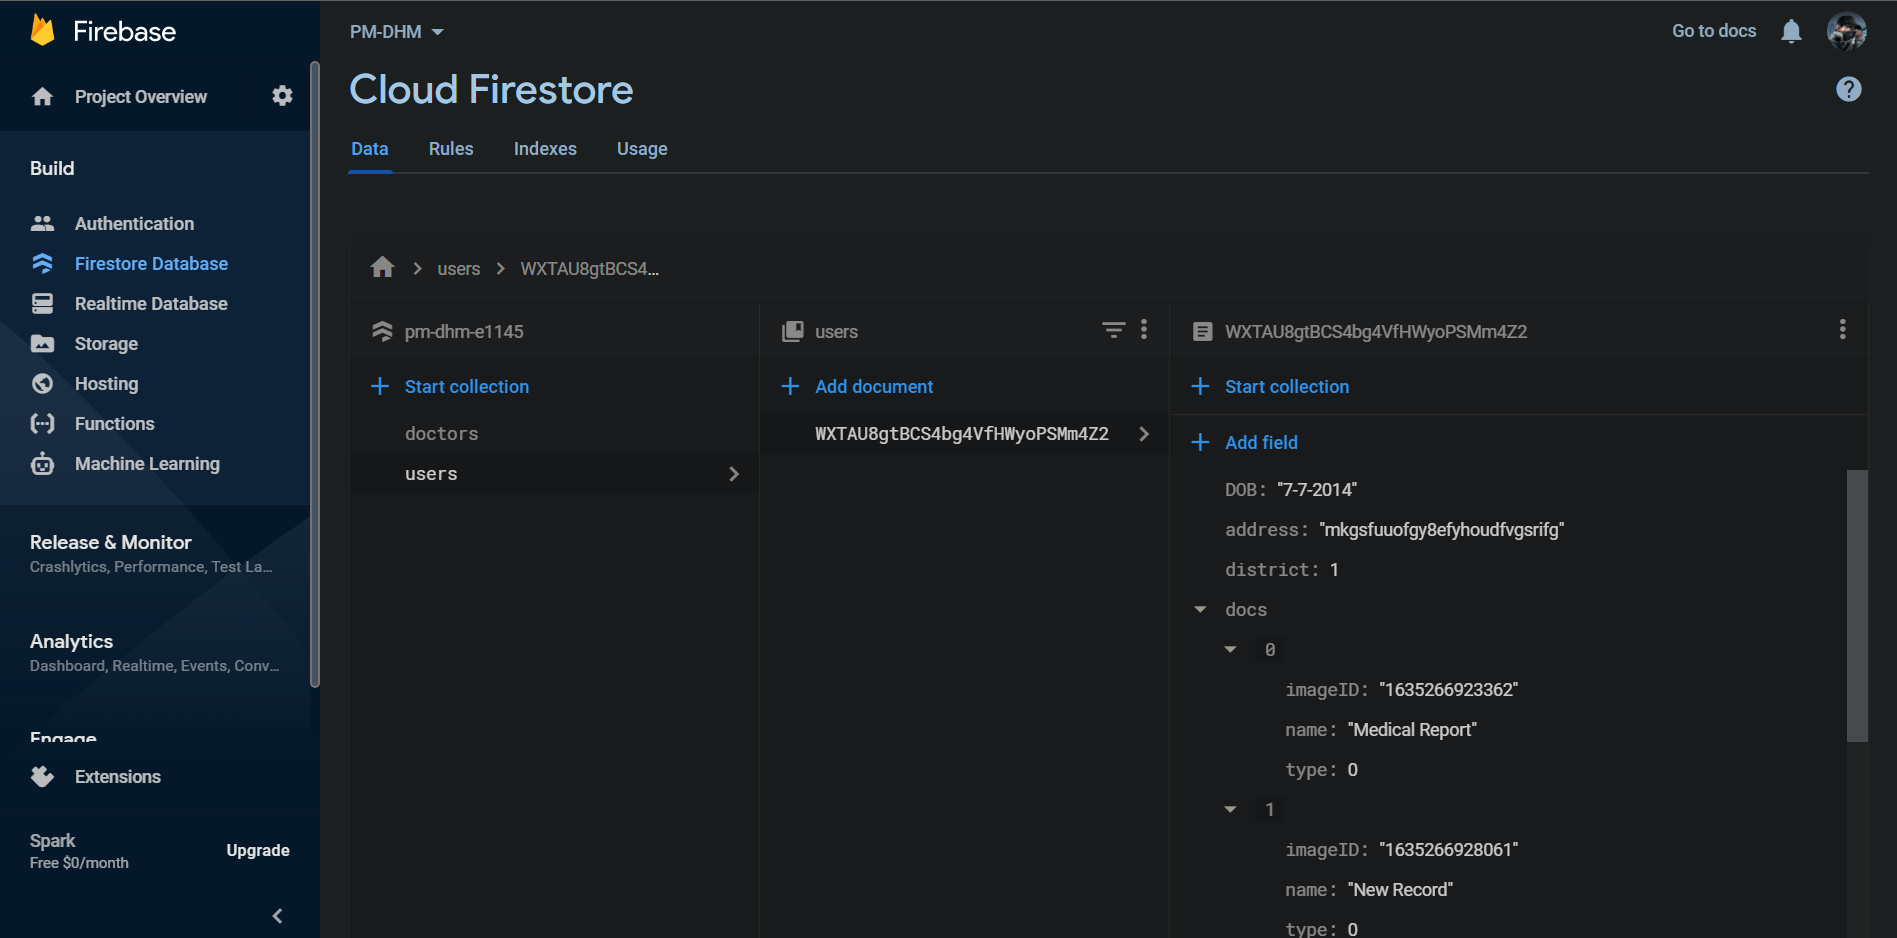 Firebase
Project Overview
Build
Authentication
Firestore Database
Realtime Database
Storage
Hosting
Functions
Machine Learning
Release & Monitor
Crashlytics, Performance, Test La...
Analytics
Dashboard, Realtime, Events, Conv...
Engage
Extensions
Spark
Free $0/month
Upgrade
PM-DHM
Go to docs
Cloud Firestore
?
Data
Rules
Indexes
Usage
users
WXTAU8gtBCS4...
pm-dhm-e1145
Start collection
doctors
users
users
Add document
WXTAU8gtBCS4bg4VfHWyoPSMm4Z2
WXTAU8gtBCS4bg4VfHWyoPSMm4Z2
Start collection
Add field
DOB: "7-7-2014"
address: "mkgsfuuofgy8efyhoudfvgsrifg"
district: 1
docs
0
imageID: "1635266923362"
name: "Medical Report"
type: 0
1
imageID: "1635266928061"
name: "New Record"
type: 0